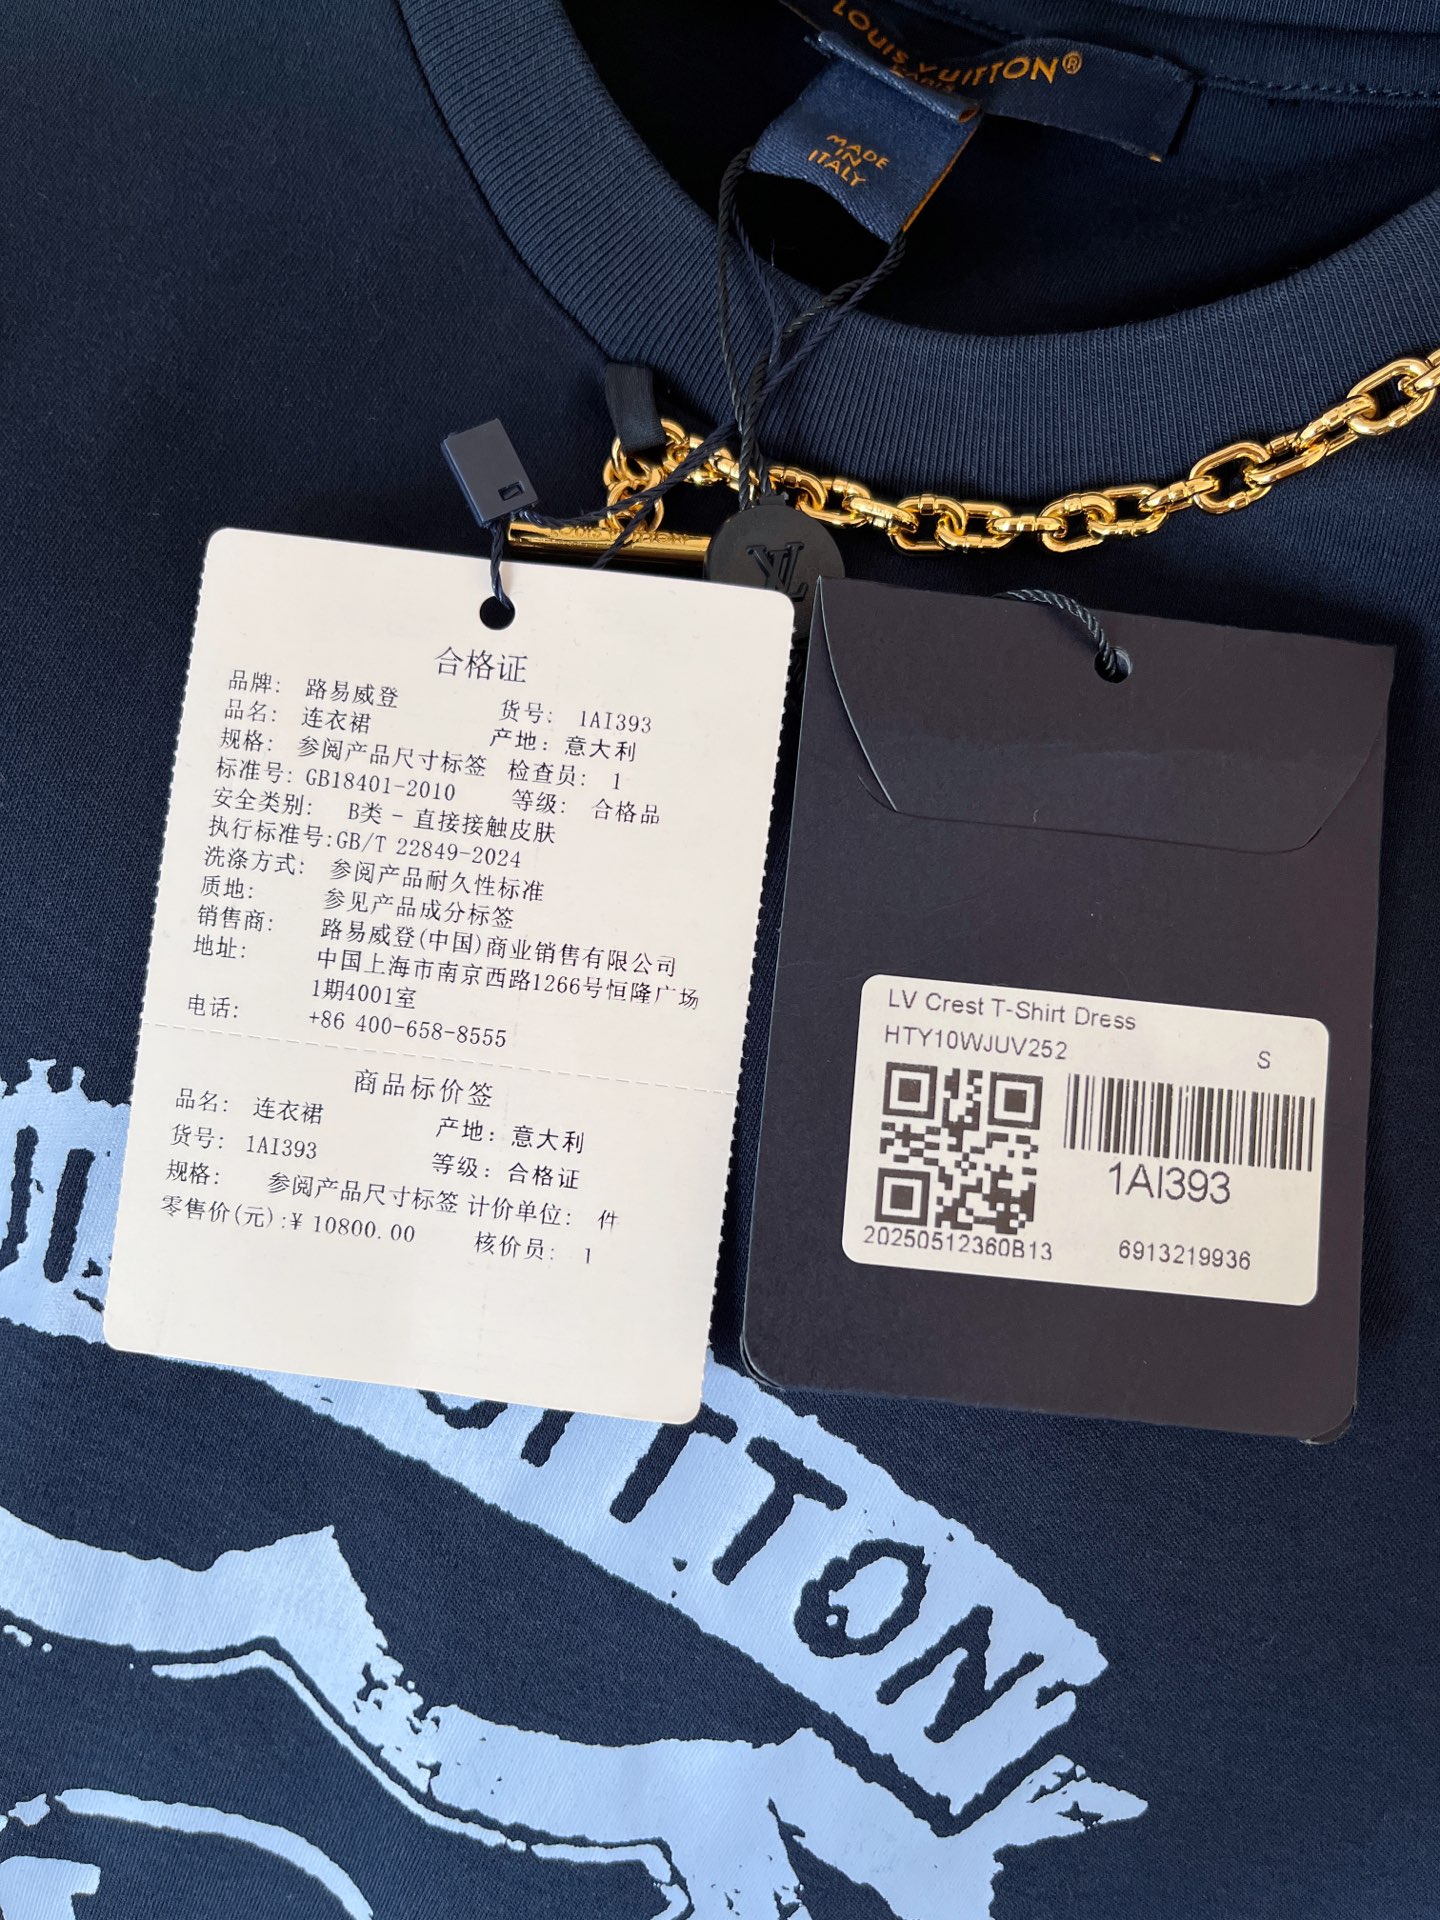 LOUIS VUITTON®
PARIS
MADE
IN
ITALY
LV
合格证
品牌: 路易威登
品名: 连衣裙 货号: 1AI393
规格: 参阅产品尺寸标签 产地: 意大利
标准号: GB18401-2010 检查员: 1
安全类别: B类 - 直接接触皮肤 等级: 合格品
执行标准号:GB/T 22849-2024
洗涤方式: 参阅产品耐久性标准
质地: 参见产品成分标签
销售商: 路易威登(中国)商业销售有限公司
地址: 中国上海市南京西路1266号恒隆广场
1期4001室
电话: +86 400-658-8555
商品标价签
品名: 连衣裙 产地: 意大利
货号: 1AI393 等级: 合格证
规格: 参阅产品尺寸标签 计价单位: 件
零售价(元):¥ 10800.00 核价员: 1
LV Crest T-Shirt Dress
HTY10WJUV252 S
1AI393
20250512360B13 6913219936
UITTON